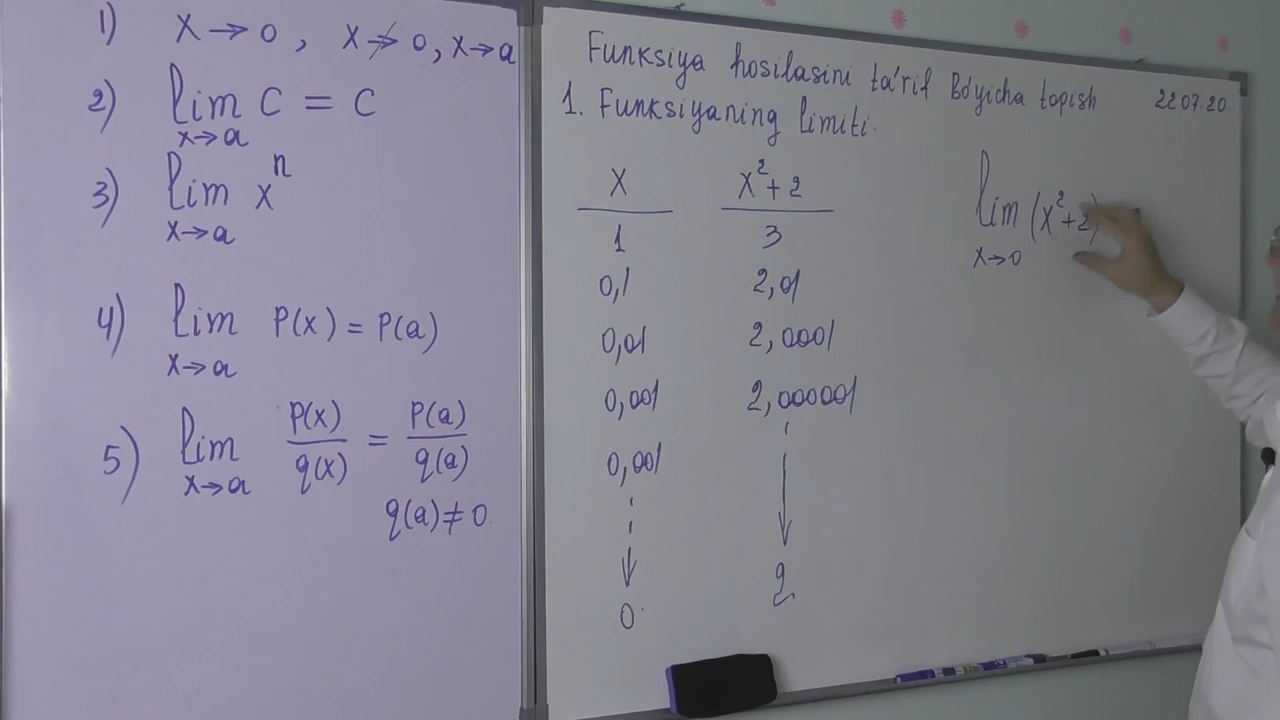 1) x → 0 , x ↛ 0, x → a
2) lim C = C
x → a
3) lim xⁿ
x → a
4) lim P(x) = P(a)
x → a
5) lim P(x)/q(x) = P(a)/q(a)
x → a
q(a) ≠ 0
Funksiya hosilasini ta'rif Bo'yicha topish 22.07.20
1. Funksiyaning limiti.
x x²+2
1 3
0,1 2,01
0,01 2,0001
0,001 2,000001
0,001
0 2
lim (x²+2)
x → 0